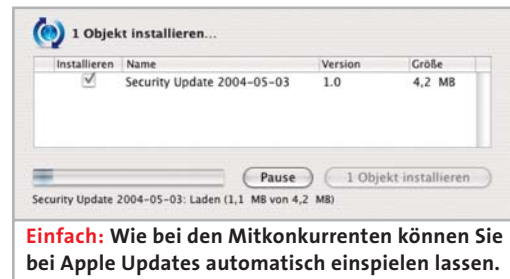 1 Objekt installieren...
Installieren Name Version Größe
Security Update 2004-05-03 1.0 4,2 MB
Pause 1 Objekt installieren
Security Update 2004-05-03: Laden (1,1 MB von 4,2 MB)
Einfach: Wie bei den Mitkonkurrenten können Sie
bei Apple Updates automatisch einspielen lassen.